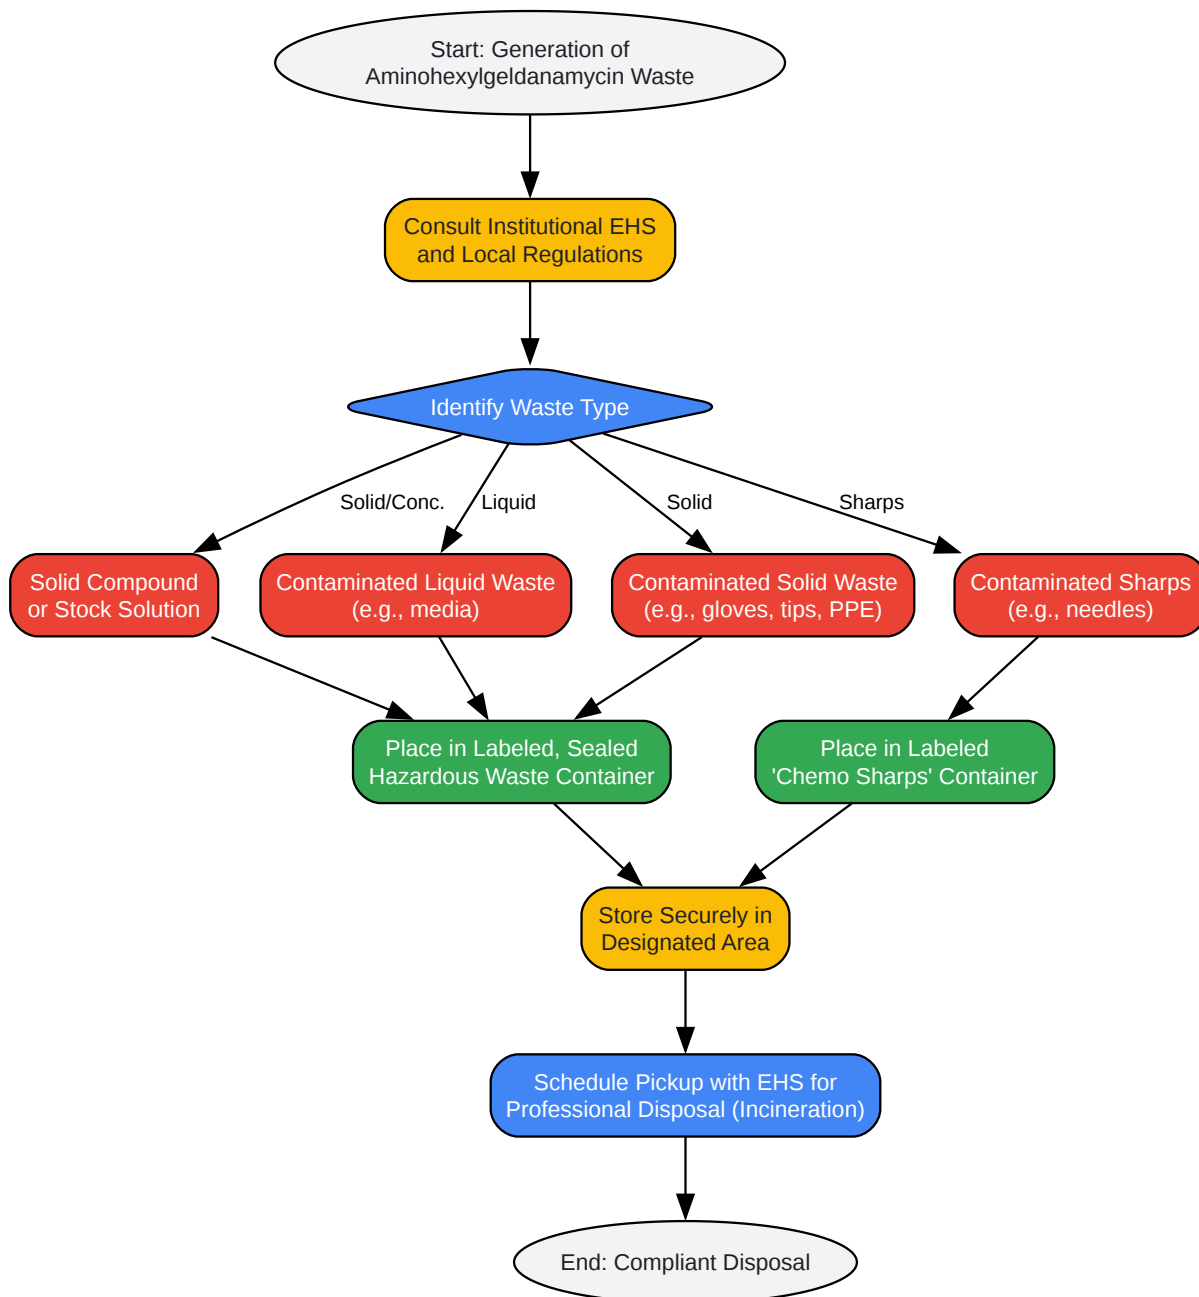 Start: Generation of
Aminohexylgeldanamycin Waste
Consult Institutional EHS
and Local Regulations
Identify Waste Type
Solid/Conc.
Liquid
Solid
Sharps
Solid Compound
or Stock Solution
Contaminated Liquid Waste
(e.g., media)
Contaminated Solid Waste
(e.g., gloves, tips, PPE)
Contaminated Sharps
(e.g., needles)
Place in Labeled, Sealed
Hazardous Waste Container
Place in Labeled
'Chemo Sharps' Container
Store Securely in
Designated Area
Schedule Pickup with EHS for
Professional Disposal (Incineration)
End: Compliant Disposal